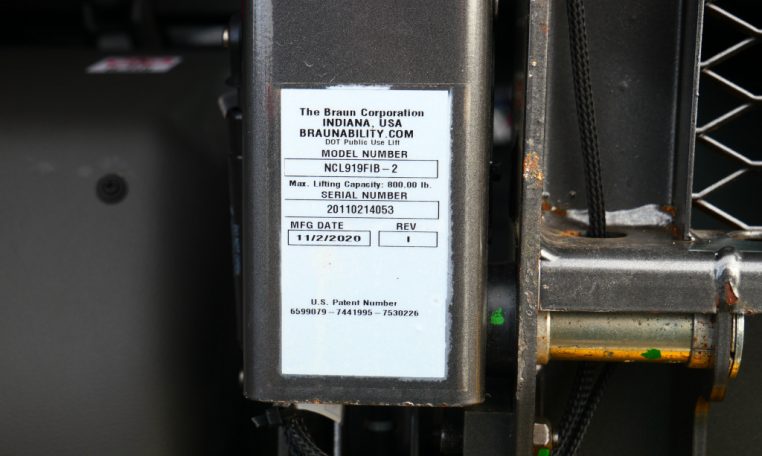 The Braun Corporation
INDIANA, USA
BRAUNABILITY.COM
DOT Public Use Lift
MODEL NUMBER
NCL919FIB-2
Max. Lifting Capacity: 800.00 lb.
SERIAL NUMBER
20110214053
MFG DATE REV
11/2/2020 I
U.S. Patent Number
6599079-7441995-7530226